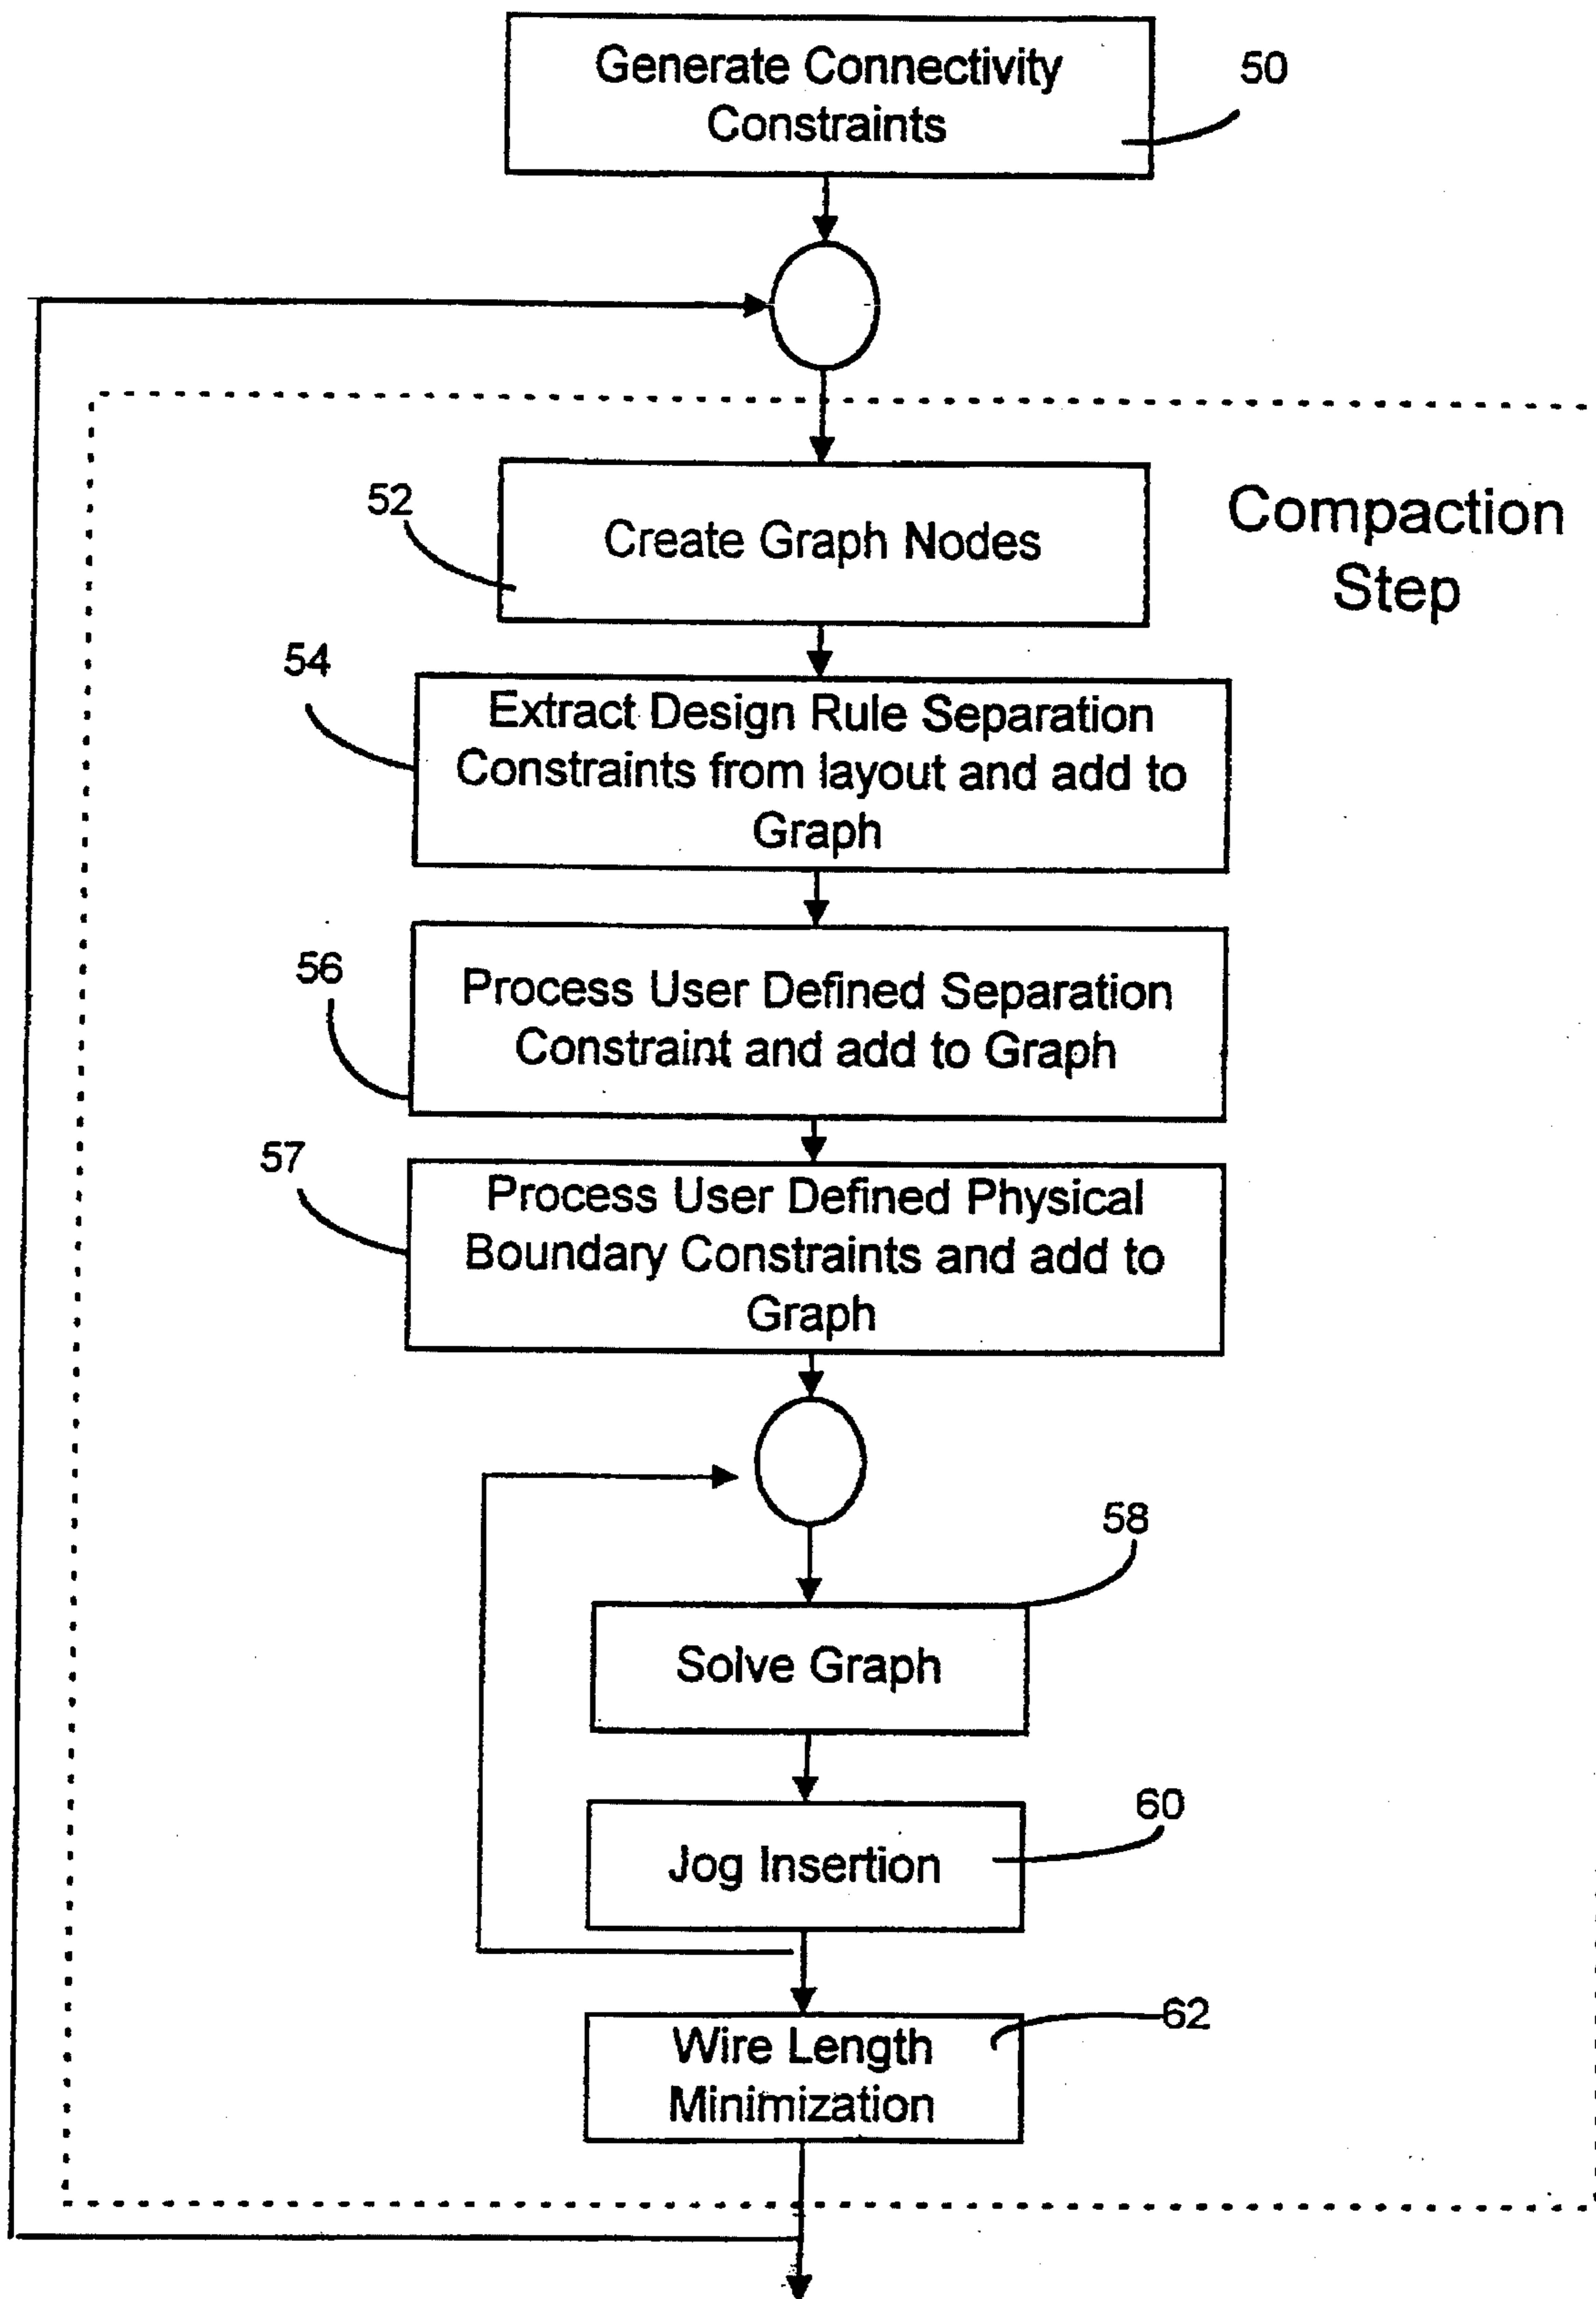 Generate Connectivity
Constraints
50
52
Create Graph Nodes
Compaction
Step
54
Extract Design Rule Separation
Constraints from layout and add to
Graph
56
Process User Defined Separation
Constraint and add to Graph
57
Process User Defined Physical
Boundary Constraints and add to
Graph
58
Solve Graph
60
Jog Insertion
62
Wire Length
Minimization